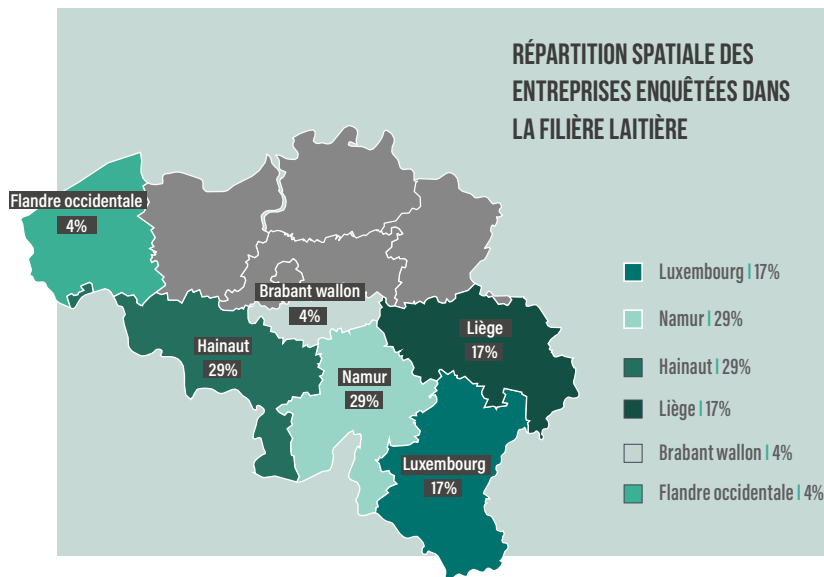 RÉPARTITION SPATIALE DES
ENTREPRISES ENQUÊTÉES DANS
LA FILIÈRE LAITIÈRE
Flandre occidentale
4%
Brabant wallon
4%
Hainaut
29%
Liège
17%
Namur
29%
Luxembourg
17%
Luxembourg | 17%
Namur | 29%
Hainaut | 29%
Liège | 17%
Brabant wallon | 4%
Flandre occidentale | 4%